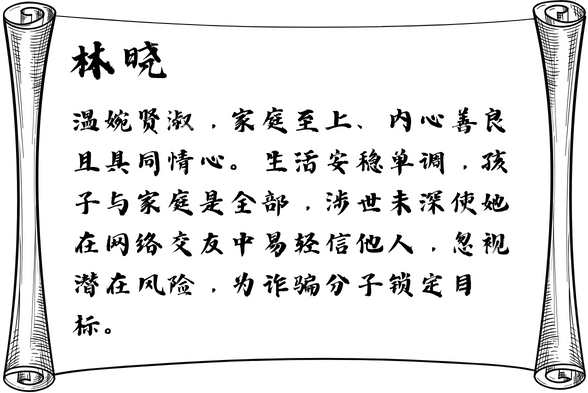 林晓
温婉贤淑，家庭至上、内心善良
且具同情心。生活安稳单调，孩
子与家庭是全部，涉世未深使她
在网络交友中易轻信他人，忽视
潜在风险，为诈骗分子锁定目
标。